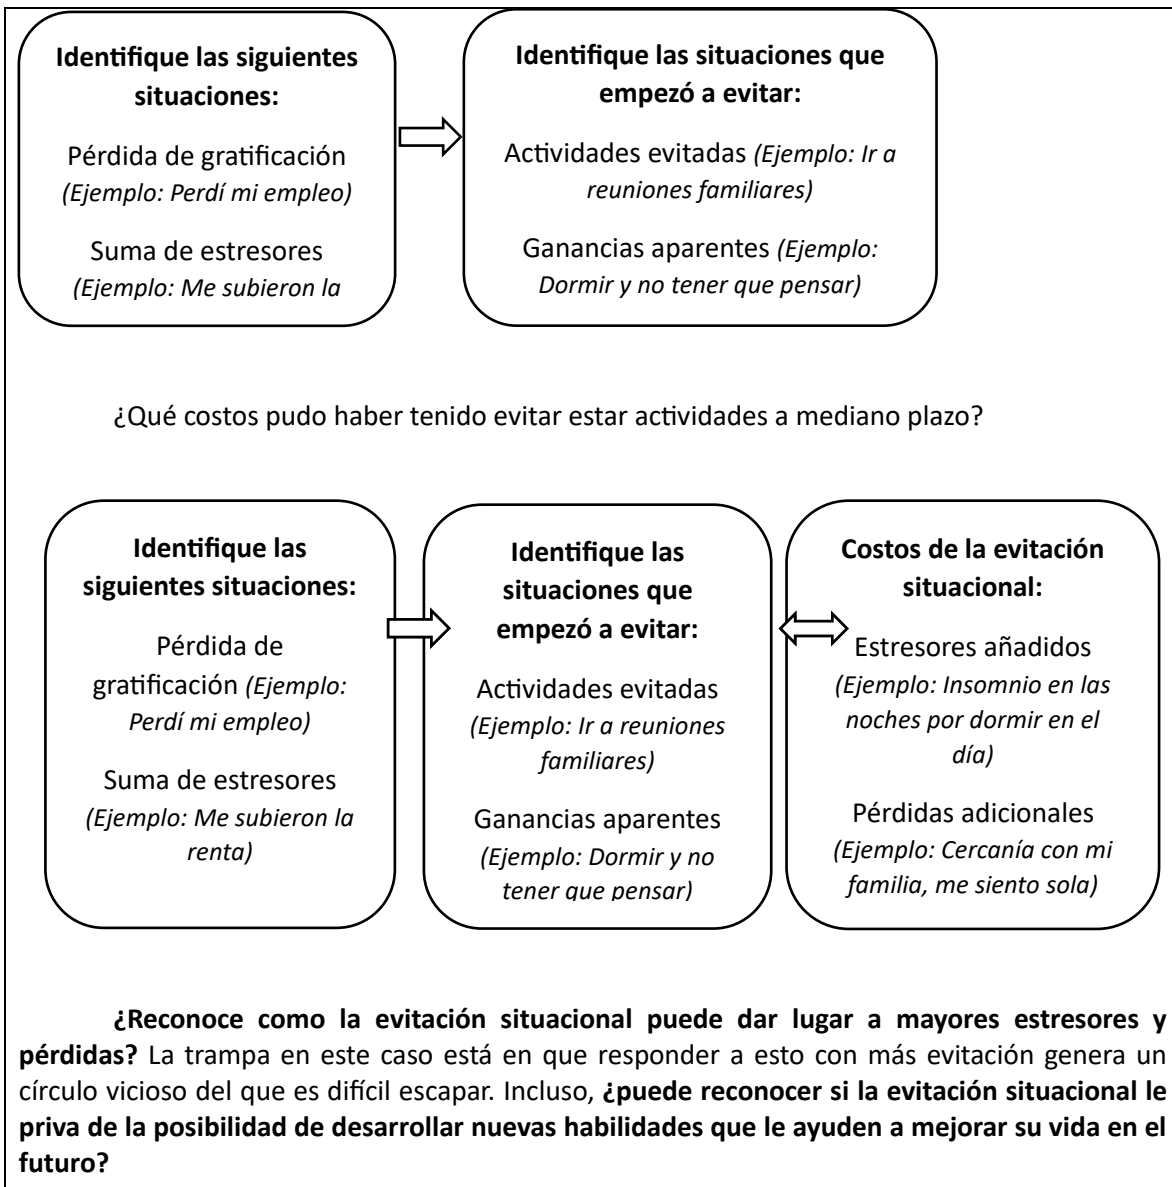 Identifique las siguientes
situaciones:
Pérdida de gratificación
(Ejemplo: Perdí mi empleo)
Suma de estresores
(Ejemplo: Me subieron la
Identifique las situaciones que
empezó a evitar:
Actividades evitadas (Ejemplo: Ir a
reuniones familiares)
Ganancias aparentes (Ejemplo:
Dormir y no tener que pensar)
¿Qué costos pudo haber tenido evitar estar actividades a mediano plazo?
Identifique las
siguientes situaciones:
Pérdida de
gratificación (Ejemplo:
Perdí mi empleo)
Suma de estresores
(Ejemplo: Me subieron la
renta)
Identifique las
situaciones que
empezó a evitar:
Actividades evitadas
(Ejemplo: Ir a reuniones
familiares)
Ganancias aparentes
(Ejemplo: Dormir y no
tener que pensar)
Costos de la evitación
situacional:
Estresores añadidos
(Ejemplo: Insomnio en las
noches por dormir en el
día)
Pérdidas adicionales
(Ejemplo: Cercanía con mi
familia, me siento sola)
¿Reconoce como la evitación situacional puede dar lugar a mayores estresores y
pérdidas? La trampa en este caso está en que responder a esto con más evitación genera un
círculo vicioso del que es difícil escapar. Incluso, ¿puede reconocer si la evitación situacional le
priva de la posibilidad de desarrollar nuevas habilidades que le ayuden a mejorar su vida en el
futuro?